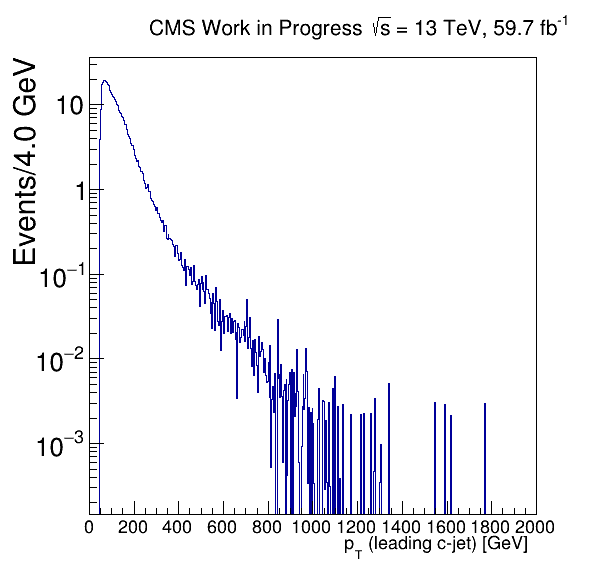 CMS Work in Progress √s = 13 TeV, 59.7 fb⁻¹
Events/4.0 GeV
10
1
10⁻¹
10⁻²
10⁻³
0 200 400 600 800 1000 1200 1400 1600 1800 2000
p_T (leading c-jet) [GeV]